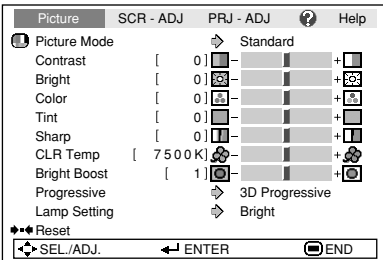 Picture SCR - ADJ PRJ - ADJ ? Help
Picture Mode Standard
Contrast [ 0] - +
Bright [ 0] - +
Color [ 0] - +
Tint [ 0] - +
Sharp [ 0] - +
CLR Temp [ 7500K] - +
Bright Boost [ 1] - +
Progressive 3D Progressive
Lamp Setting Bright
Reset
SEL./ADJ. ENTER END